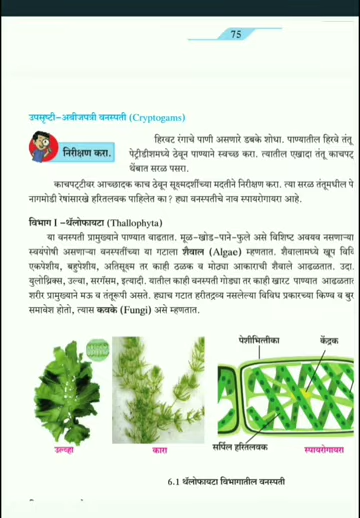 75
उपसृष्टी-अबीजपत्री वनस्पती (Cryptogams)
निरीक्षण करा.
हिरवट रंगाचे पाणी असणारे डबके शोधा. पाण्यातील हिरवे तंतू
पेट्रीडीशमध्ये ठेवून पाण्याने स्वच्छ करा. त्यातील एखादा तंतू काचपट्
थेंबात सरळ पसरा.
काचपट्टीवर आच्छादक काच ठेवून सूक्ष्मदर्शीच्या मदतीने निरीक्षण करा. त्या सरळ तंतूमधील पे
नागमोडी रेषांसारखे हरितलवक पाहिलेत का? ह्या वनस्पतीचे नाव स्पायरोगायरा आहे.
विभाग I -थॅलोफायटा (Thallophyta)
या वनस्पती प्रामुख्याने पाण्यात वाढतात. मूळ-खोड-पाने-फुले असे विशिष्ट अवयव नसणाऱ्या
स्वयंपोषी असणाऱ्या वनस्पतींच्या या गटाला शैवाल (Algae) म्हणतात. शैवालामध्ये खूप विवि
एकपेशीय, बहुपेशीय, अतिसूक्ष्म तर काही ठळक व मोठ्या आकाराची शैवाले आढळतात. उदा.
युलोथ्रिक्स, उल्वा, सरगॅसम, इत्यादी. यातील काही वनस्पती गोड्या तर काही खारट पाण्यात आढळतात
शरीर प्रामुख्याने मऊ व तंतूरूपी असते. ह्याच गटात हरीतद्रव्य नसलेल्या विविध प्रकारच्या किण्व व बुर
समावेश होतो, त्यास कवके (Fungi) असे म्हणतात.
पेशीभित्तीका केंद्रक
सर्पिल हरितलवक
उल्व्हा कारा स्पायरोगायरा
6.1 थॅलोफायटा विभागातील वनस्पती